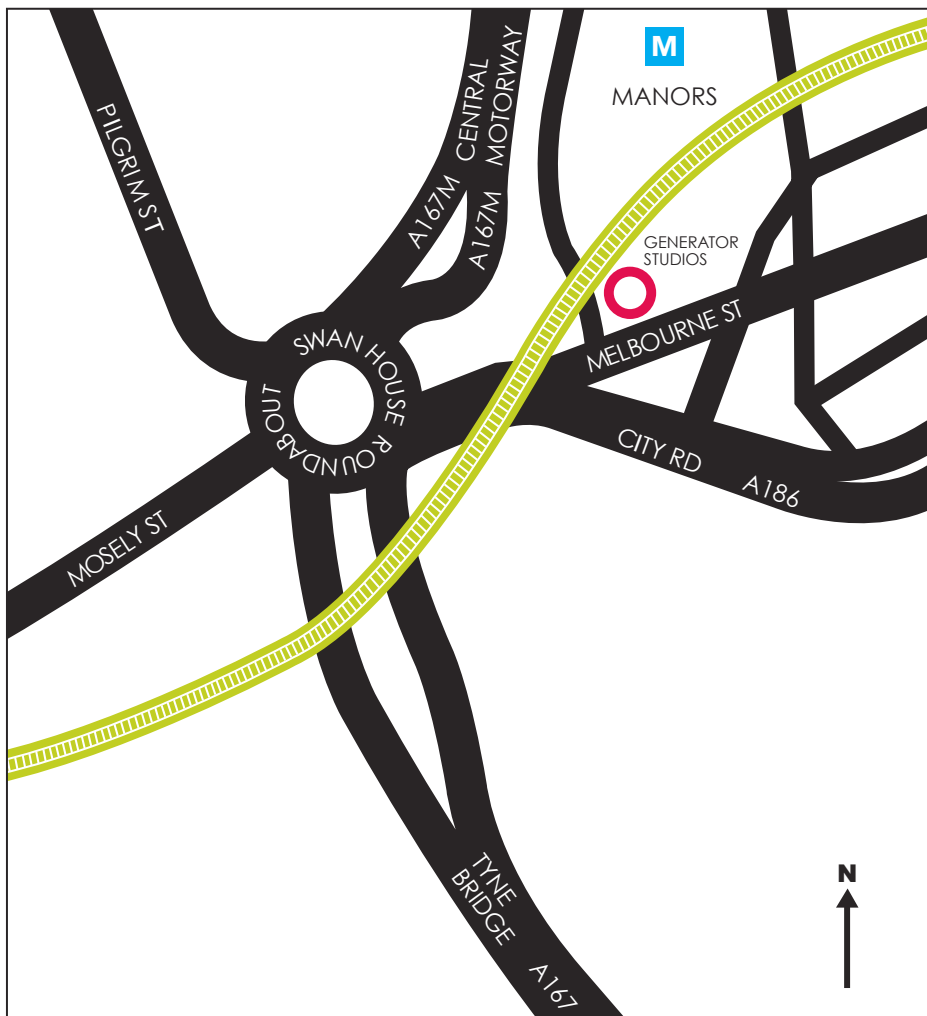 M
MANORS
PILGRIM ST
CENTRAL
MOTORWAY
A167M
A167M
GENERATOR
STUDIOS
MELBOURNE ST
SWAN HOUSE ROUNDABOUT
CITY RD
A186
MOSELY ST
TYNE
BRIDGE
A167
N